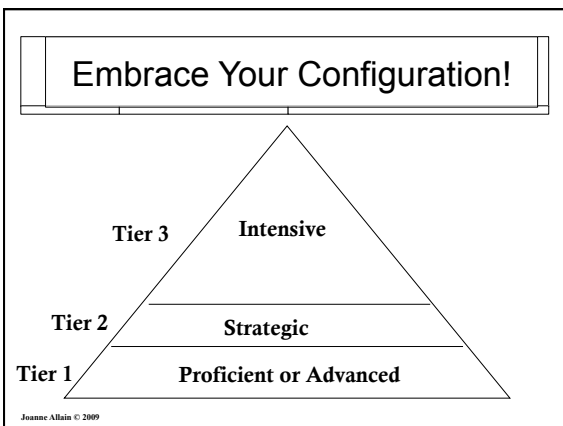 Embrace Your Configuration!
Tier 3
Intensive
Tier 2
Strategic
Tier 1
Proficient or Advanced
Joanne Allain © 2009